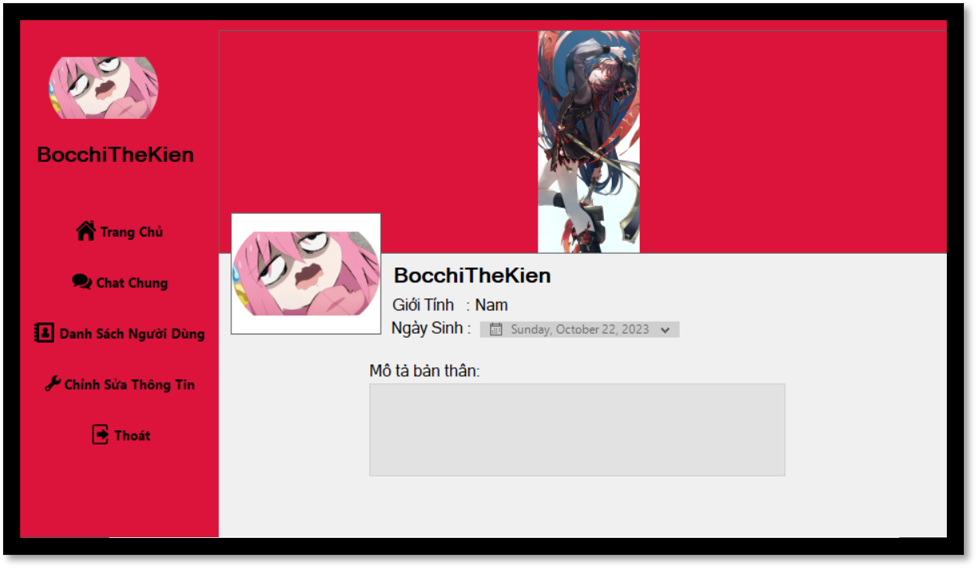 BocchiTheKien
Trang Chủ
Chat Chung
Danh Sách Người Dùng
Chỉnh Sửa Thông Tin
Thoát
BocchiTheKien
Giới Tính : Nam
Ngày Sinh : Sunday, October 22, 2023
Mô tả bản thân: